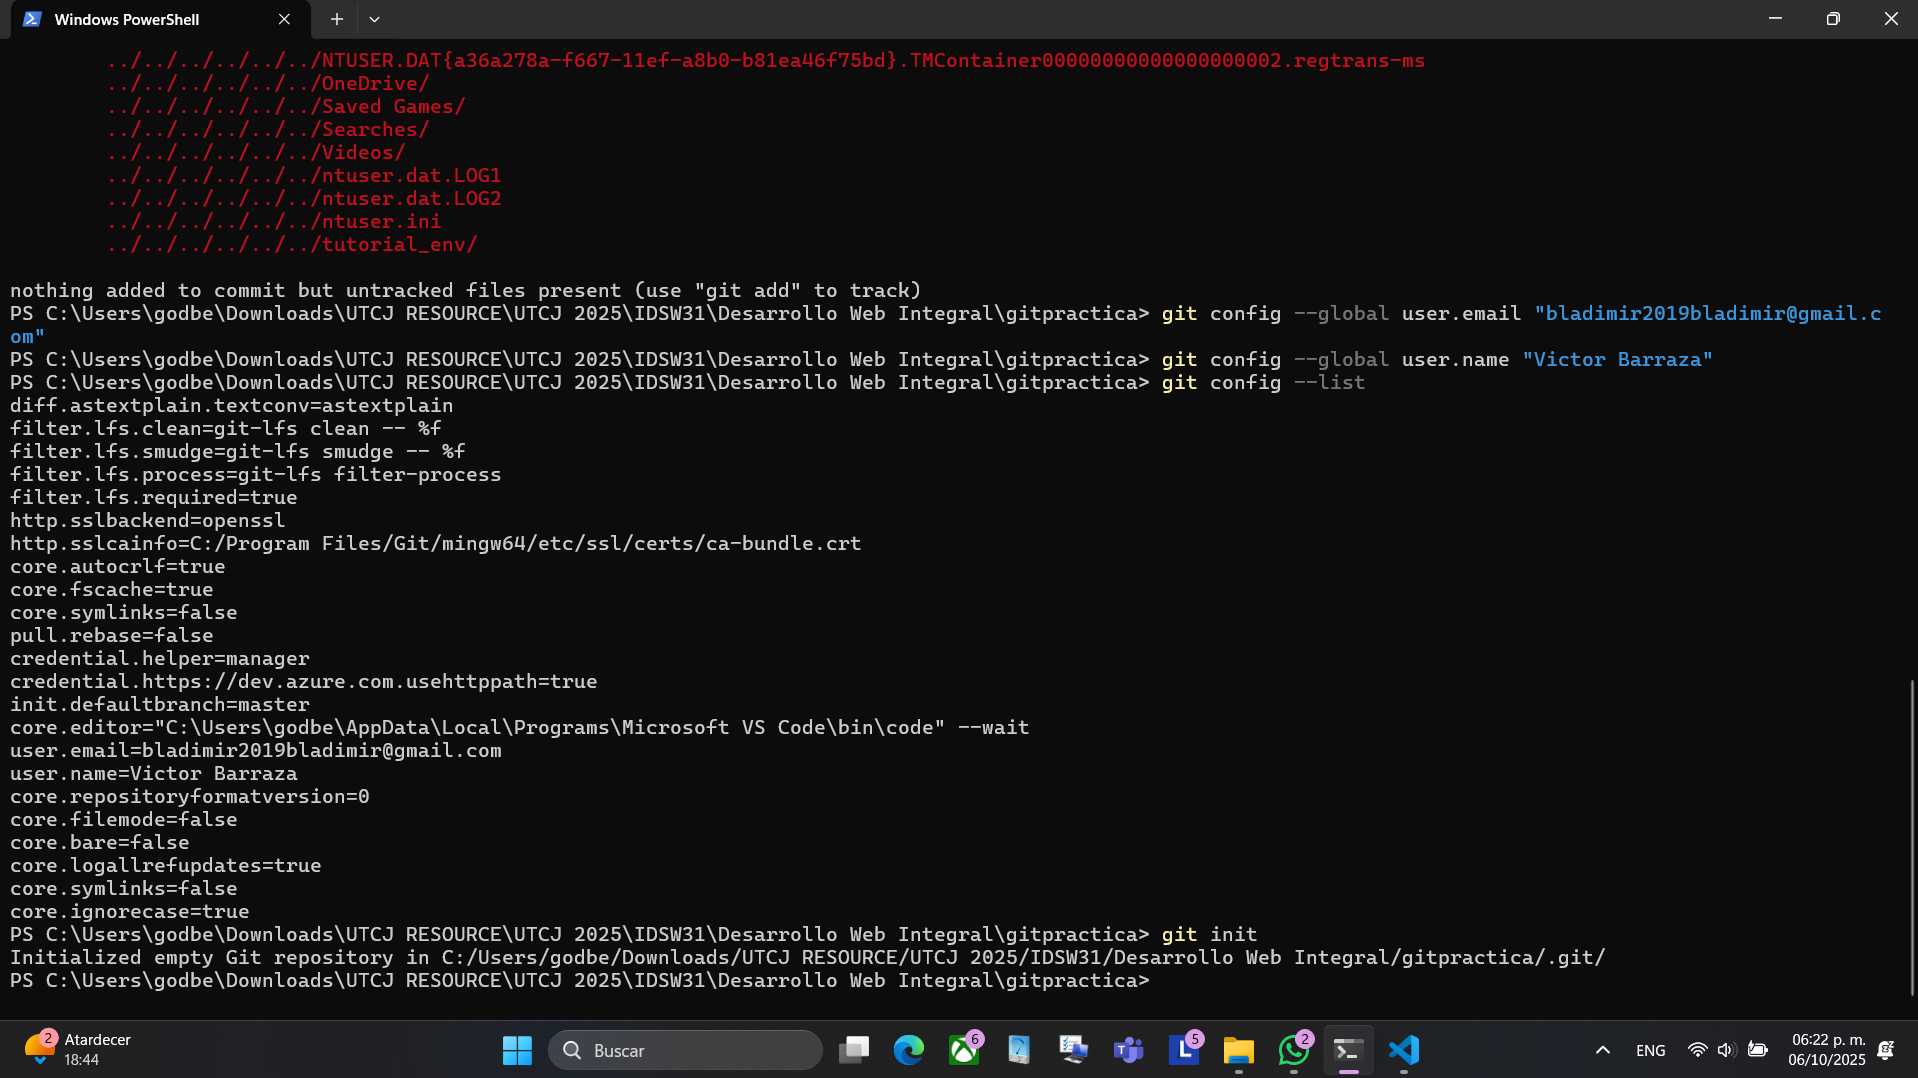 Windows PowerShell
../../../../../../NTUSER.DAT{a36a278a-f667-11ef-a8b0-b81ea46f75bd}.TMContainer00000000000000000002.regtrans-ms
../../../../../../OneDrive/
../../../../../../Saved Games/
../../../../../../Searches/
../../../../../../Videos/
../../../../../../ntuser.dat.LOG1
../../../../../../ntuser.dat.LOG2
../../../../../../ntuser.ini
../../../../../../tutorial_env/
nothing added to commit but untracked files present (use "git add" to track)
PS C:\Users\godbe\Downloads\UTCJ RESOURCE\UTCJ 2025\IDSW31\Desarrollo Web Integral\gitpractica> git config --global user.email "bladimir2019bladimir@gmail.c
om"
PS C:\Users\godbe\Downloads\UTCJ RESOURCE\UTCJ 2025\IDSW31\Desarrollo Web Integral\gitpractica> git config --global user.name "Victor Barraza"
PS C:\Users\godbe\Downloads\UTCJ RESOURCE\UTCJ 2025\IDSW31\Desarrollo Web Integral\gitpractica> git config --list
diff.astextplain.textconv=astextplain
filter.lfs.clean=git-lfs clean -- %f
filter.lfs.smudge=git-lfs smudge -- %f
filter.lfs.process=git-lfs filter-process
filter.lfs.required=true
http.sslbackend=openssl
http.sslcainfo=C:/Program Files/Git/mingw64/etc/ssl/certs/ca-bundle.crt
core.autocrlf=true
core.fscache=true
core.symlinks=false
pull.rebase=false
credential.helper=manager
credential.https://dev.azure.com.usehttppath=true
init.defaultbranch=master
core.editor="C:\Users\godbe\AppData\Local\Programs\Microsoft VS Code\bin\code" --wait
user.email=bladimir2019bladimir@gmail.com
user.name=Victor Barraza
core.repositoryformatversion=0
core.filemode=false
core.bare=false
core.logallrefupdates=true
core.symlinks=false
core.ignorecase=true
PS C:\Users\godbe\Downloads\UTCJ RESOURCE\UTCJ 2025\IDSW31\Desarrollo Web Integral\gitpractica> git init
Initialized empty Git repository in C:/Users/godbe/Downloads/UTCJ RESOURCE/UTCJ 2025/IDSW31/Desarrollo Web Integral/gitpractica/.git/
PS C:\Users\godbe\Downloads\UTCJ RESOURCE\UTCJ 2025\IDSW31\Desarrollo Web Integral\gitpractica>
2
Atardecer
18:44
Buscar
6
T
L
5
2
ENG
06:22 p. m.
06/10/2025